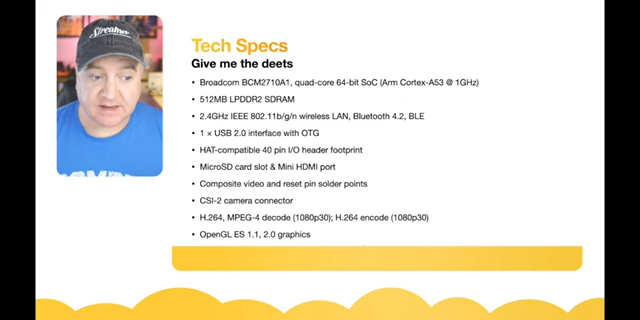 Streamer
Tech Specs
Give me the deets
• Broadcom BCM2710A1, quad-core 64-bit SoC (Arm Cortex-A53 @ 1GHz)
• 512MB LPDDR2 SDRAM
• 2.4GHz IEEE 802.11b/g/n wireless LAN, Bluetooth 4.2, BLE
• 1 × USB 2.0 interface with OTG
• HAT-compatible 40 pin I/O header footprint
• MicroSD card slot & Mini HDMI port
• Composite video and reset pin solder points
• CSI-2 camera connector
• H.264, MPEG-4 decode (1080p30); H.264 encode (1080p30)
• OpenGL ES 1.1, 2.0 graphics